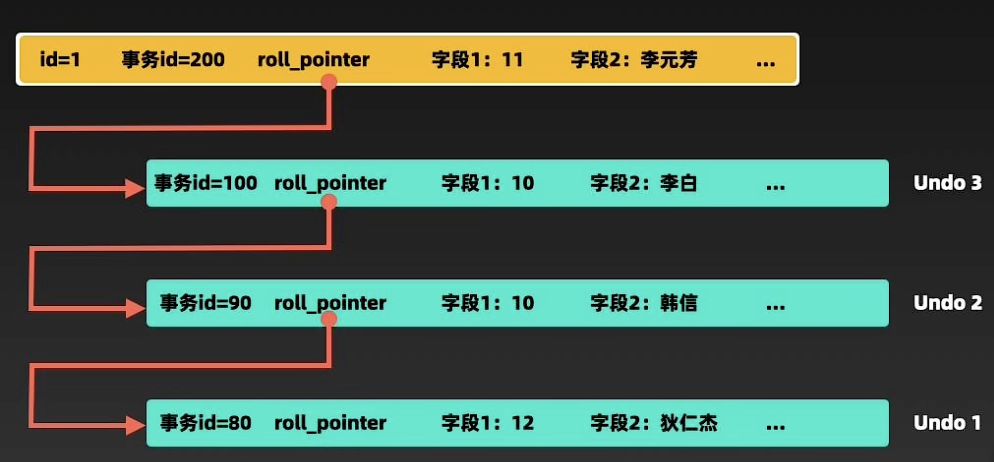 id=1 事务id=200 roll_pointer 字段1：11 字段2：李元芳 ...
事务id=100 roll_pointer 字段1：10 字段2：李白 ... Undo 3
事务id=90 roll_pointer 字段1：10 字段2：韩信 ... Undo 2
事务id=80 roll_pointer 字段1：12 字段2：狄仁杰 ... Undo 1